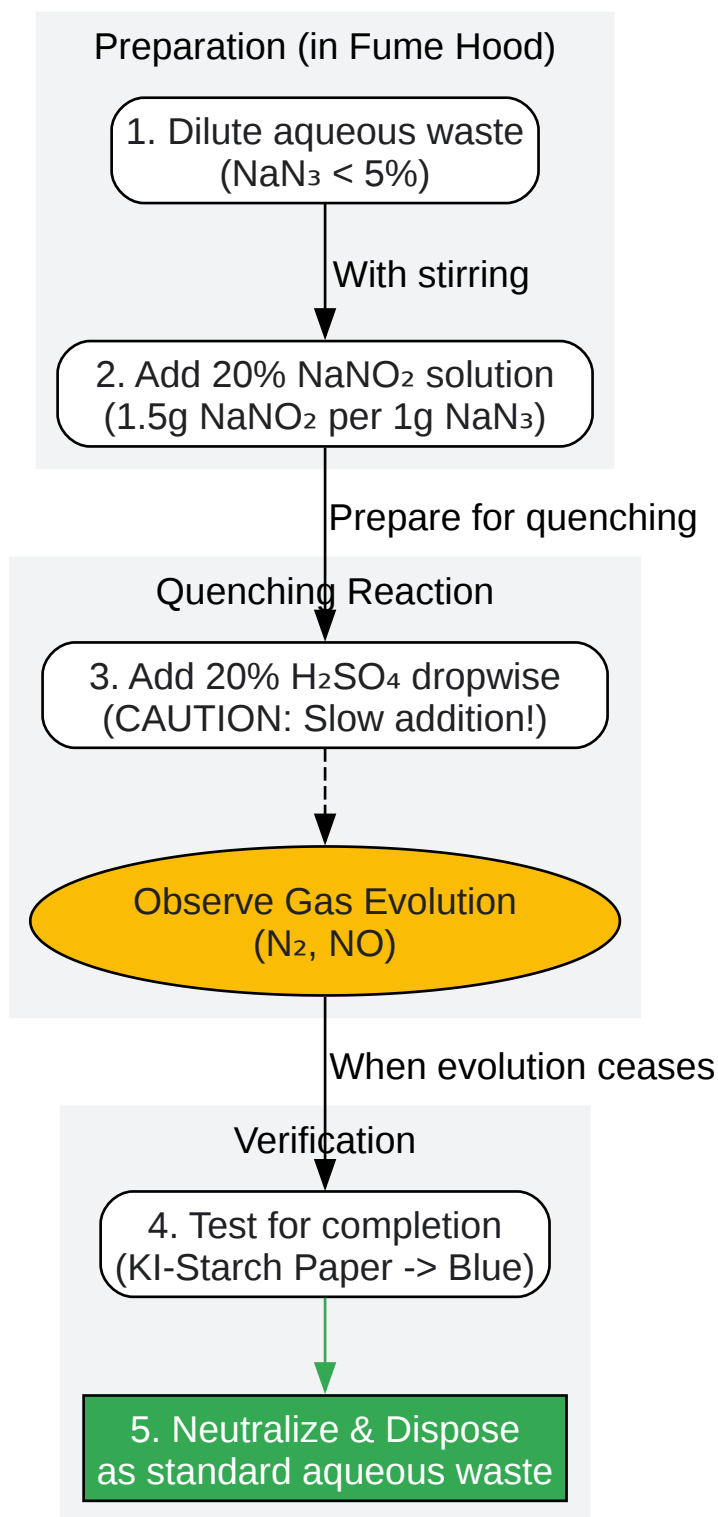 Preparation (in Fume Hood)
1. Dilute aqueous waste
(NaN₃ < 5%)
With stirring
2. Add 20% NaNO₂ solution
(1.5g NaNO₂ per 1g NaN₃)
Prepare for quenching
Quenching Reaction
3. Add 20% H₂SO₄ dropwise
(CAUTION: Slow addition!)
Observe Gas Evolution
(N₂, NO)
When evolution ceases
Verification
4. Test for completion
(KI-Starch Paper -> Blue)
5. Neutralize & Dispose
as standard aqueous waste